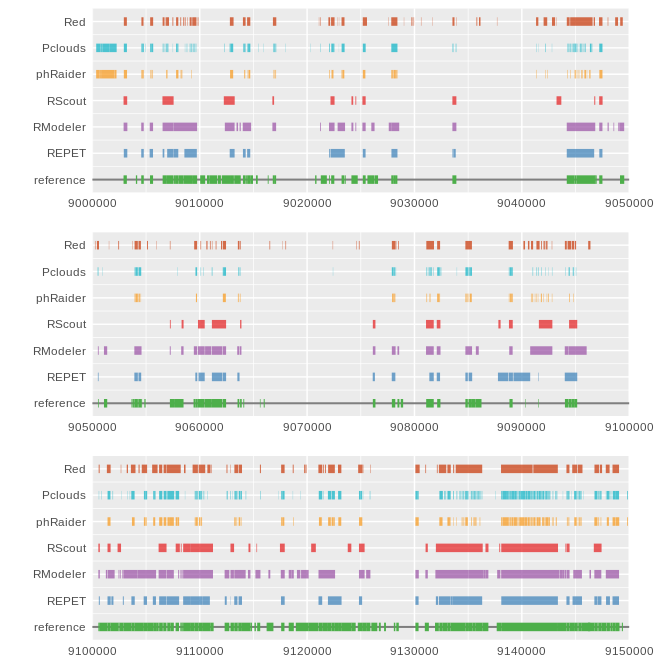 Red
Pclouds
phRaider
RScout
RModeler
REPET
reference
9000000 9010000 9020000 9030000 9040000 9050000
Red
Pclouds
phRaider
RScout
RModeler
REPET
reference
9050000 9060000 9070000 9080000 9090000 9100000
Red
Pclouds
phRaider
RScout
RModeler
REPET
reference
9100000 9110000 9120000 9130000 9140000 9150000